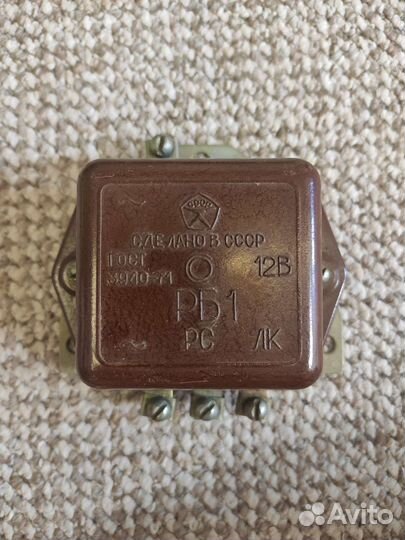 СССР
СДЕЛАНО В СССР
ГОСТ
3940-71 12В
РБ1
РС ЛК
Avito